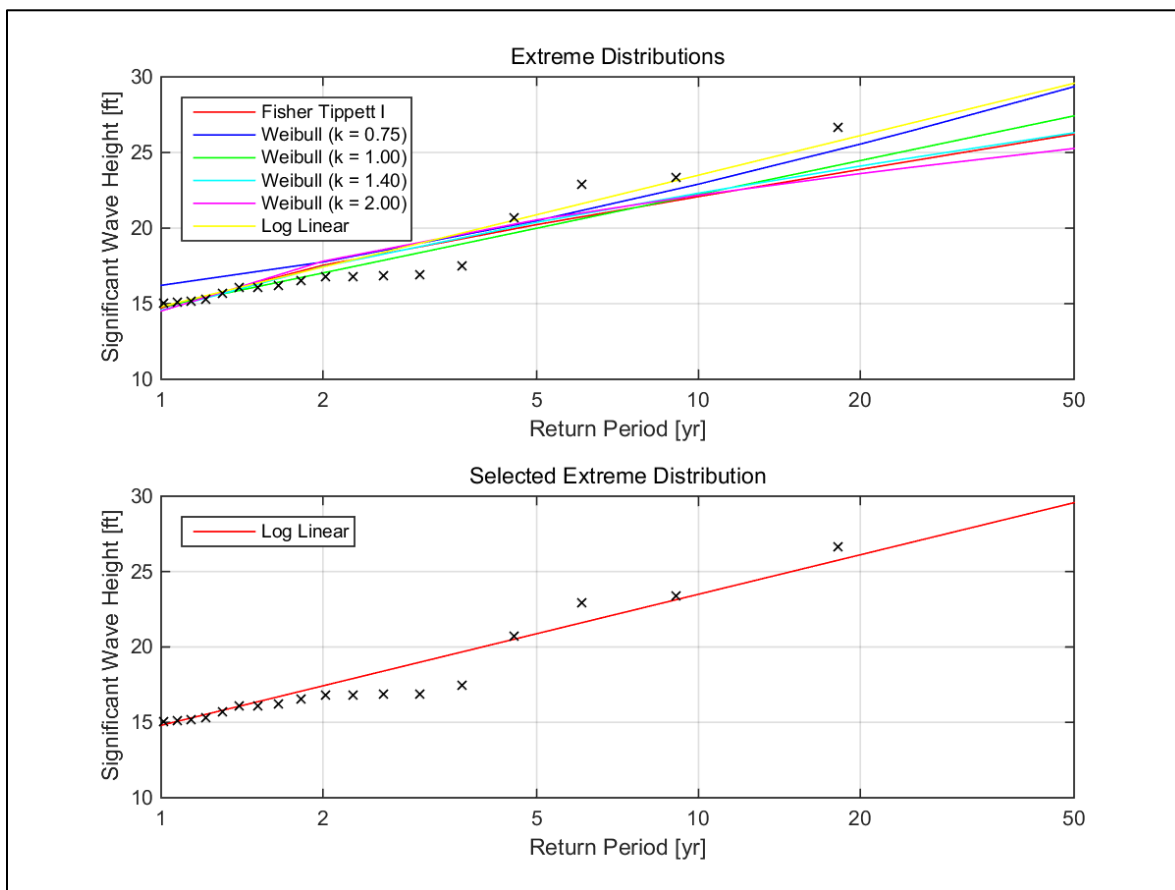 Extreme Distributions
Significant Wave Height [ft]
30
25
20
15
10
Fisher Tippett I
Weibull (k = 0.75)
Weibull (k = 1.00)
Weibull (k = 1.40)
Weibull (k = 2.00)
Log Linear
1 2 5 10 20 50
Return Period [yr]
Selected Extreme Distribution
Significant Wave Height [ft]
30
25
20
15
10
Log Linear
1 2 5 10 20 50
Return Period [yr]